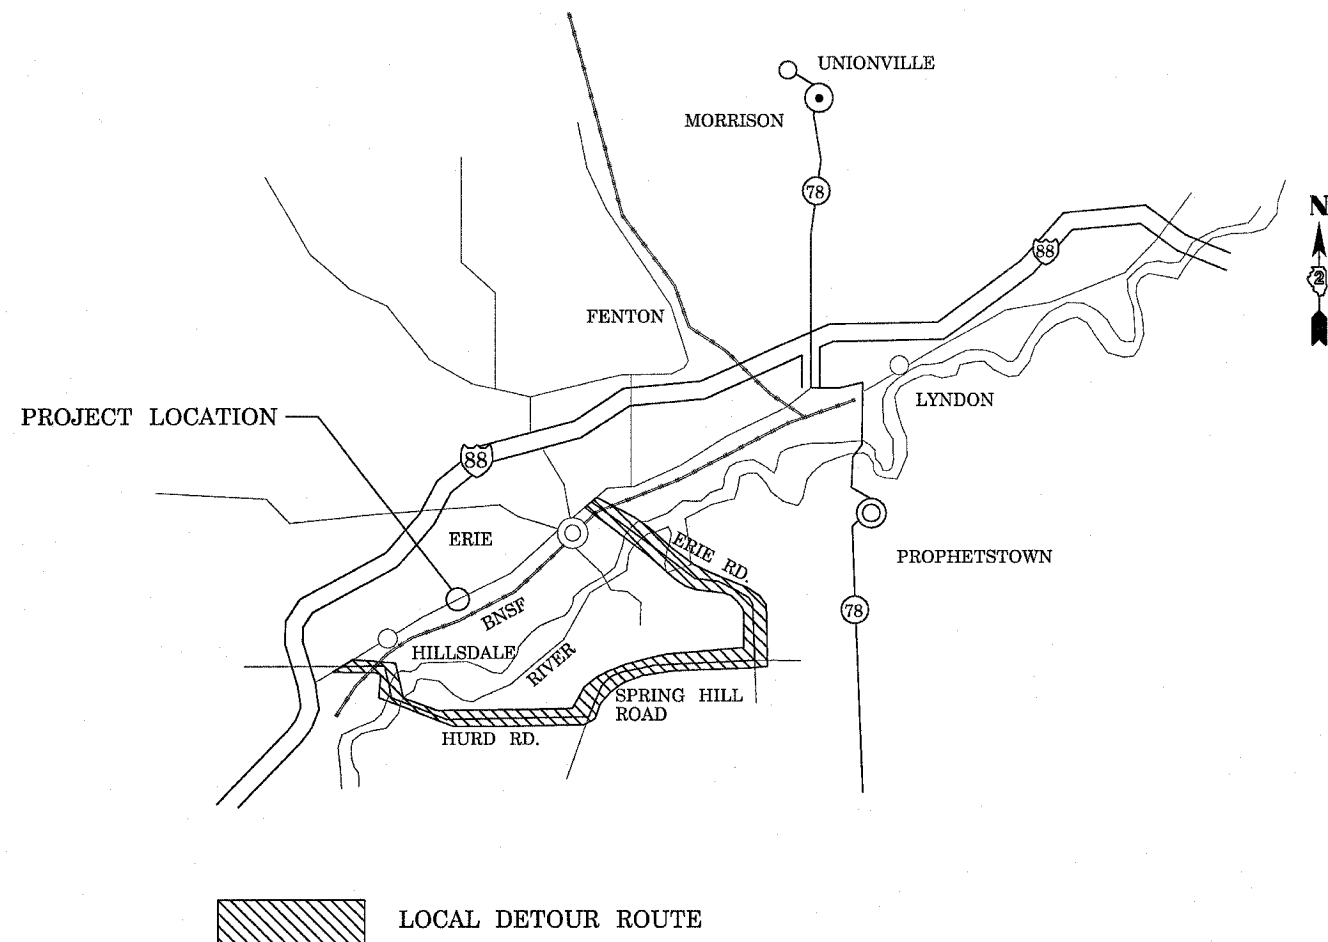 UNIONVILLE
MORRISON
78
N
88
2
FENTON
LYNDON
PROJECT LOCATION
88
ERIE
ERIE RD.
PROPHETSTOWN
BNSF
78
HILLSDALE
RIVER
SPRING HILL
ROAD
HURD RD.
LOCAL DETOUR ROUTE